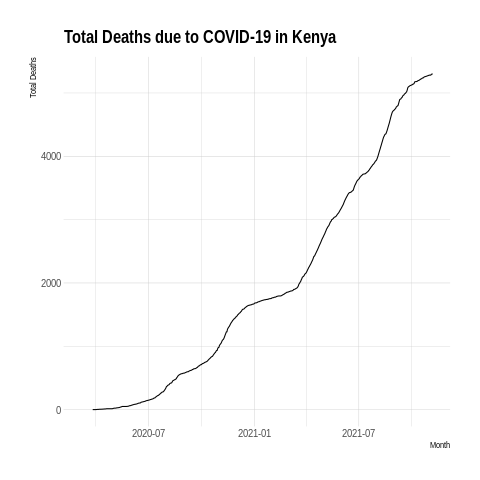 Total Deaths due to COVID-19 in Kenya
Total Deaths
4000
2000
0
2020-07 2021-01 2021-07
Month